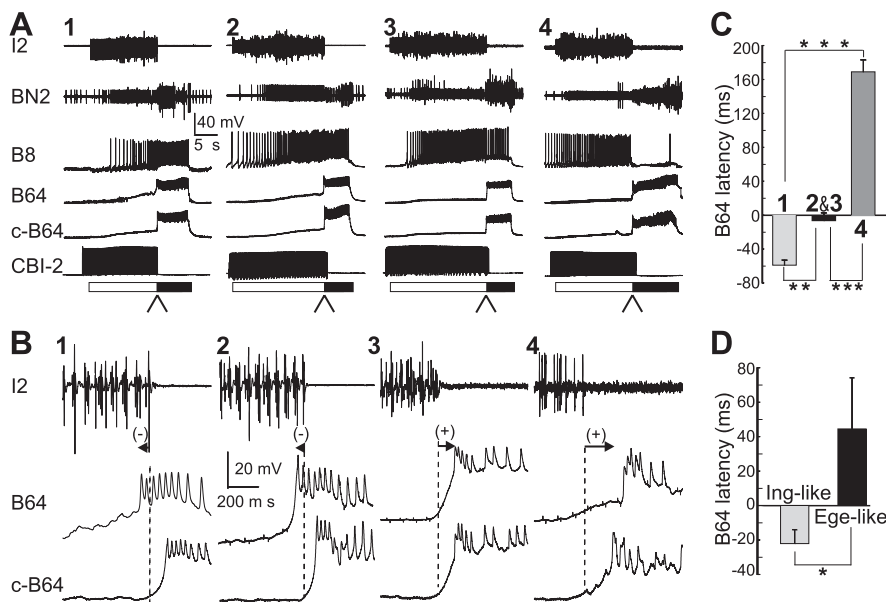 A
1
2
3
4
I2
BN2
40 mV
5 s
B8
B64
c-B64
CBI-2
B
1
2
3
4
I2
(-)
(-)
(+)
(+)
20 mV
200 m s
B64
c-B64
C
* * *
200
160
120
80
40
0
-40
-80
B64 latency (ms)
1
2&3
4
**
***
D
80
60
40
20
0
-20
-40
B64 latency (ms)
Ing-like
Ege-like
*